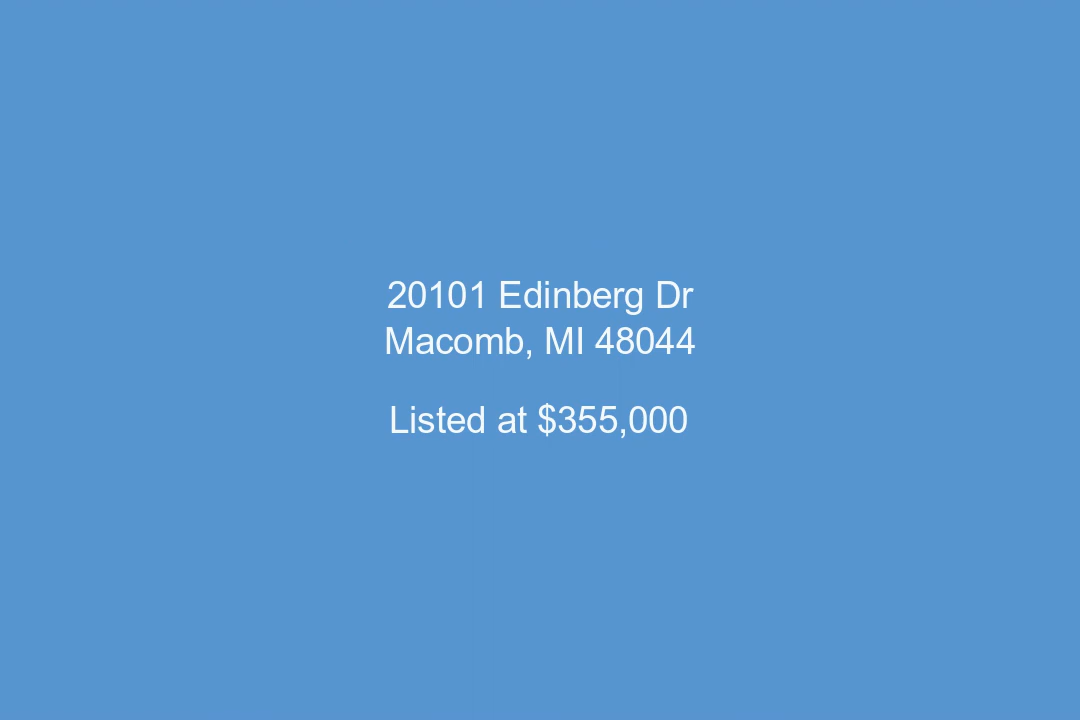 20101 Edinberg Dr
Macomb, MI 48044
Listed at $355,000